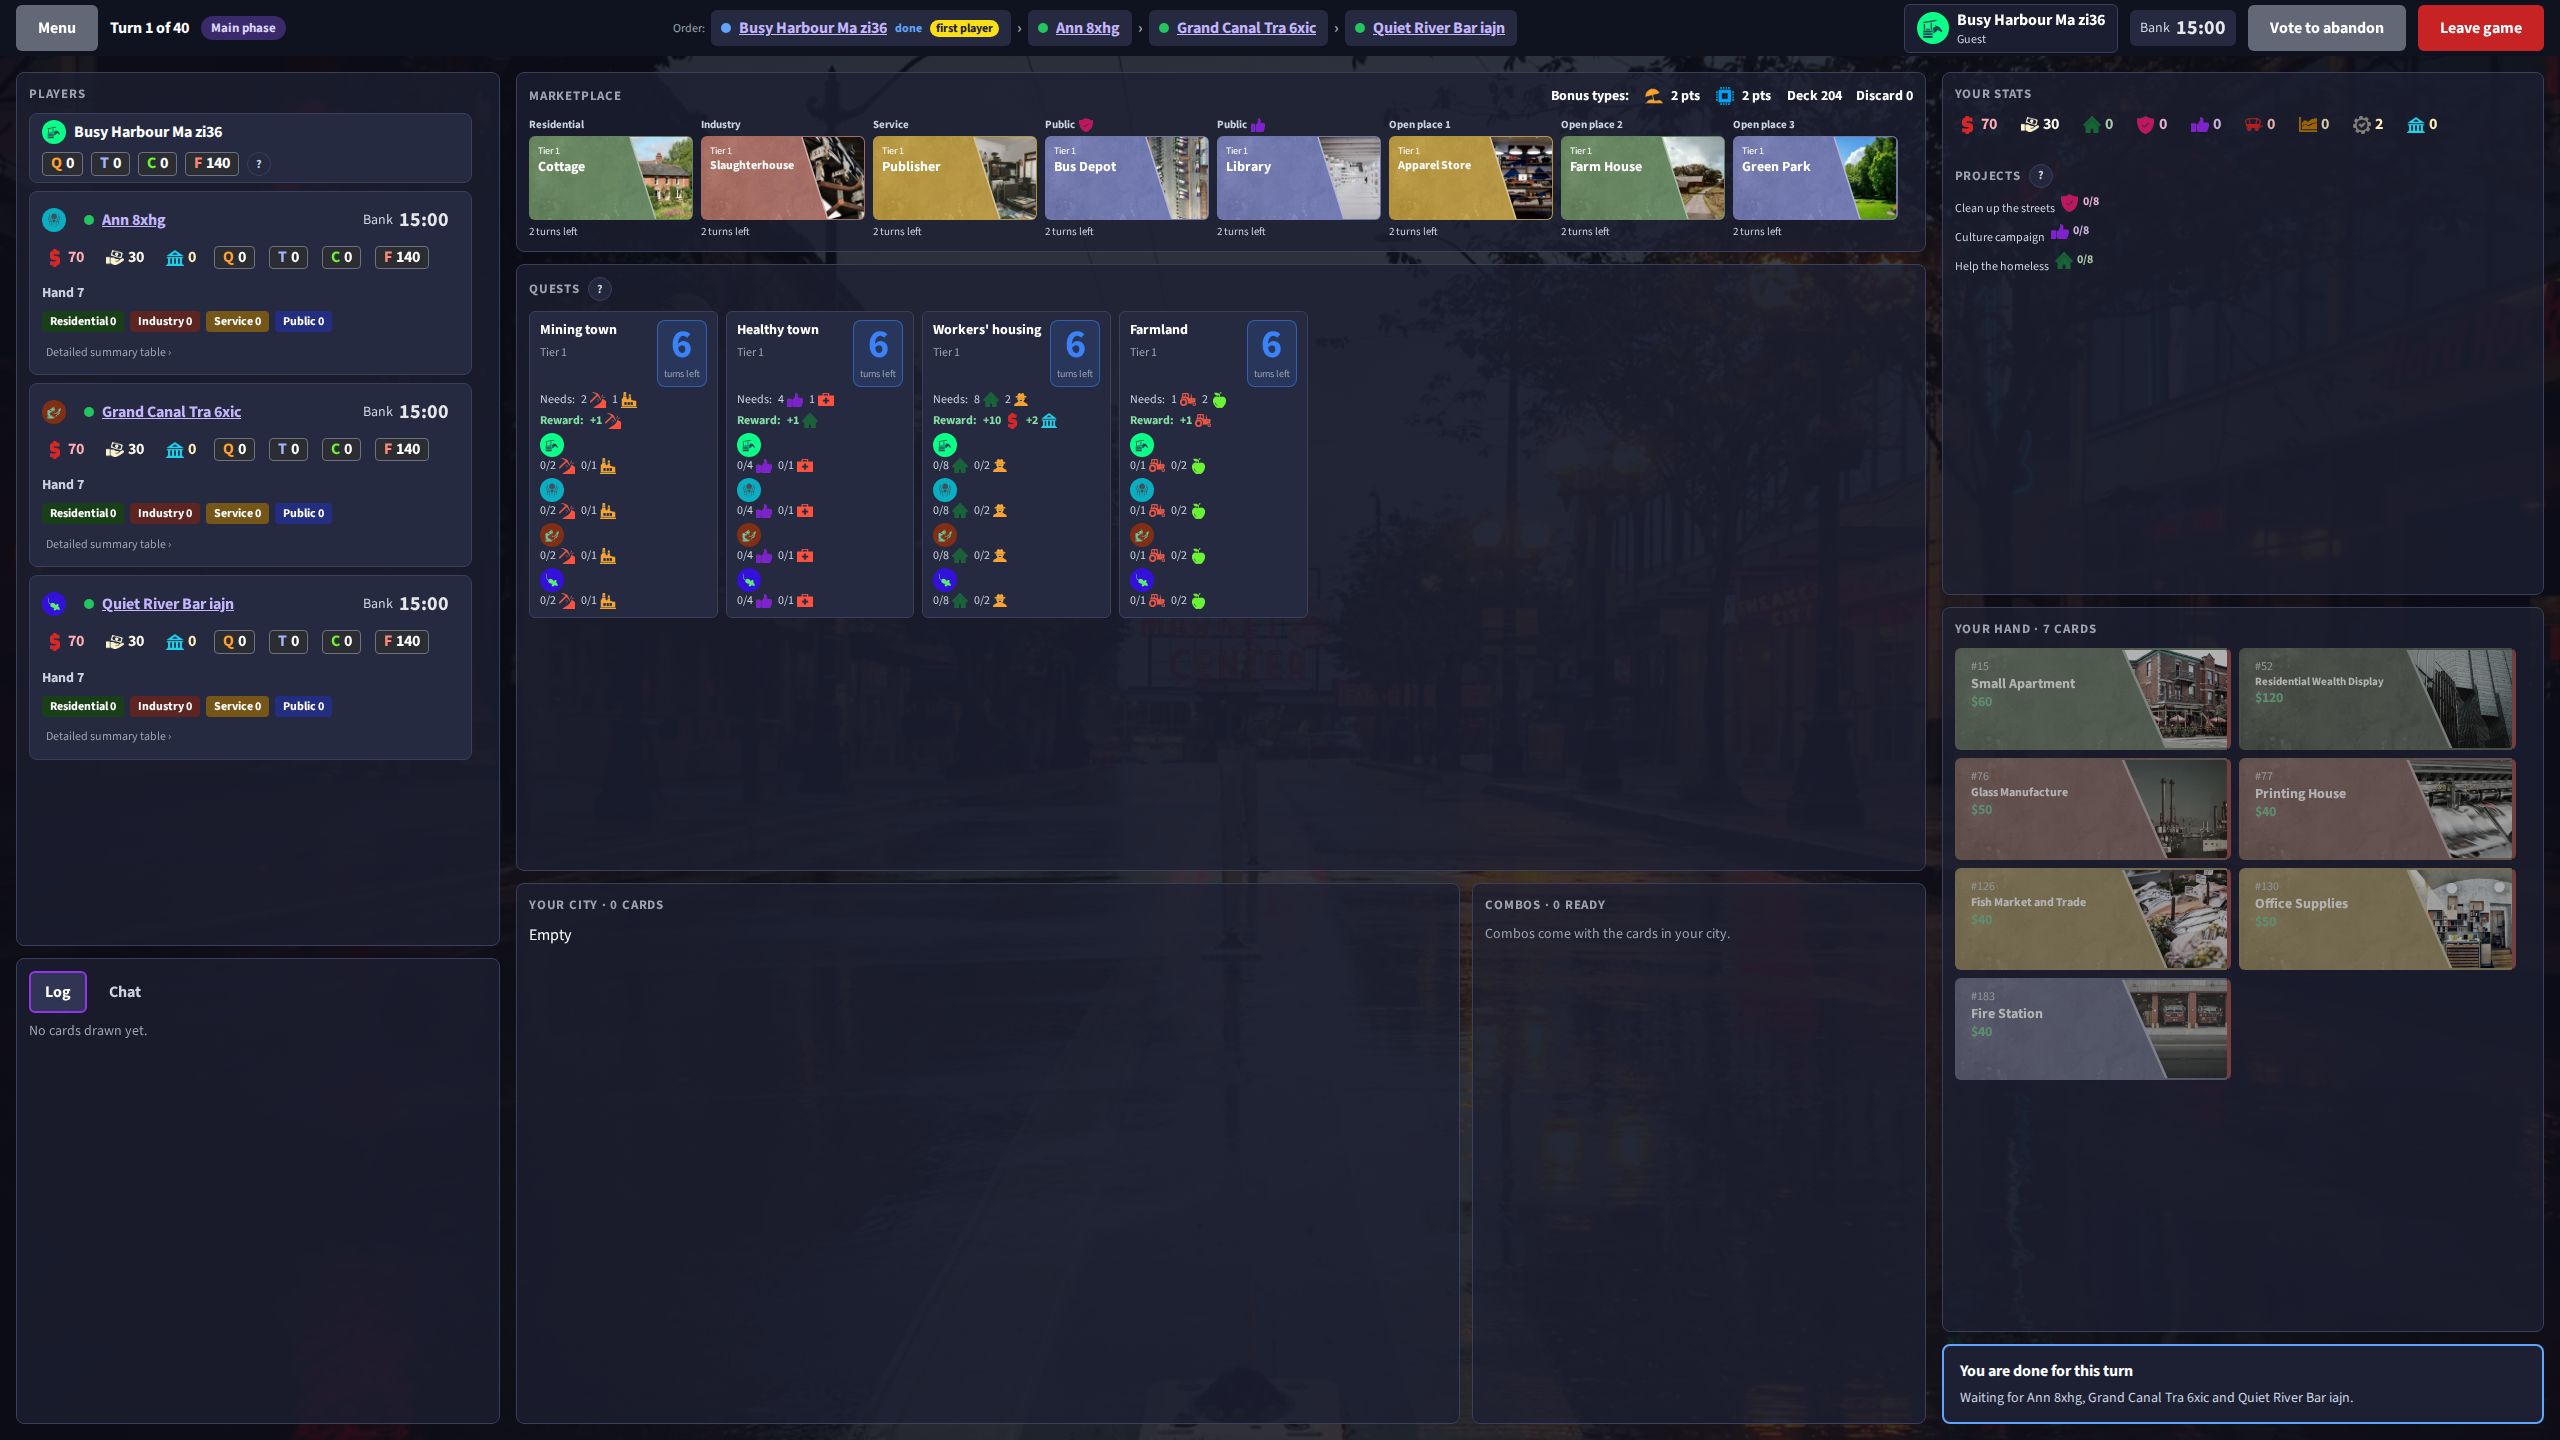 Menu
Turn 1 of 40
Main phase
Order:
Busy Harbour Ma zi36
done
first player
›
Ann 8xhg
›
Grand Canal Tra 6xic
›
Quiet River Bar iajn
Busy Harbour Ma zi36
Guest
Bank 15:00
Vote to abandon
Leave game
PLAYERS
Busy Harbour Ma zi36
Q 0 T 0 C 0 F 140 ?
Ann 8xhg
Bank 15:00
70 30 0 Q 0 T 0 C 0 F 140
Hand 7
Residential 0 Industry 0 Service 0 Public 0
Detailed summary table ›
Grand Canal Tra 6xic
Bank 15:00
70 30 0 Q 0 T 0 C 0 F 140
Hand 7
Residential 0 Industry 0 Service 0 Public 0
Detailed summary table ›
Quiet River Bar iajn
Bank 15:00
70 30 0 Q 0 T 0 C 0 F 140
Hand 7
Residential 0 Industry 0 Service 0 Public 0
Detailed summary table ›
Log
Chat
No cards drawn yet.
MARKETPLACE
Bonus types: 2 pts 2 pts Deck 204 Discard 0
Residential
Tier 1
Cottage
2 turns left
Industry
Tier 1
Slaughterhouse
2 turns left
Service
Tier 1
Publisher
2 turns left
Public
Tier 1
Bus Depot
2 turns left
Public
Tier 1
Library
2 turns left
Open place 1
Tier 1
Apparel Store
2 turns left
Open place 2
Tier 1
Farm House
2 turns left
Open place 3
Tier 1
Green Park
2 turns left
QUESTS ?
Mining town
Tier 1
6
turns left
Needs: 2 1
Reward: +1
0/2 0/1
0/2 0/1
0/2 0/1
0/2 0/1
Healthy town
Tier 1
6
turns left
Needs: 4 1
Reward: +1
0/4 0/1
0/4 0/1
0/4 0/1
0/4 0/1
Workers' housing
Tier 1
6
turns left
Needs: 8 2
Reward: +10 $ +2
0/8 0/2
0/8 0/2
0/8 0/2
0/8 0/2
Farmland
Tier 1
6
turns left
Needs: 1 2
Reward: +1
0/1 0/2
0/1 0/2
0/1 0/2
0/1 0/2
YOUR CITY · 0 CARDS
Empty
COMBOS · 0 READY
Combos come with the cards in your city.
YOUR STATS
$ 70 30 0 0 0 0 0 2 0
PROJECTS ?
Clean up the streets 0/8
Culture campaign 0/8
Help the homeless 0/8
YOUR HAND · 7 CARDS
#15
Small Apartment
$60
#52
Residential Wealth Display
$120
#76
Glass Manufacture
$50
#77
Printing House
$40
#126
Fish Market and Trade
$40
#130
Office Supplies
$50
#183
Fire Station
$40
You are done for this turn
Waiting for Ann 8xhg, Grand Canal Tra 6xic and Quiet River Bar iajn.